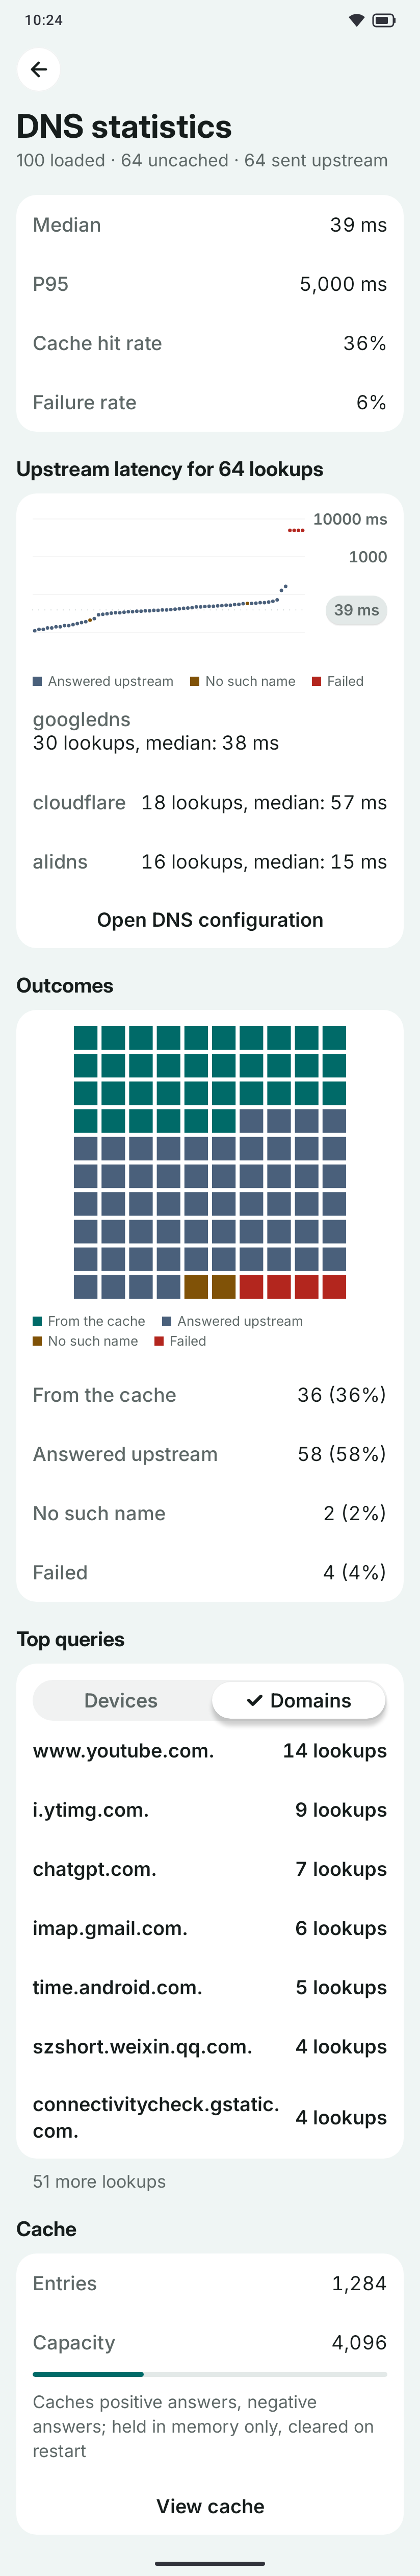 10:24
DNS statistics
100 loaded · 64 uncached · 64 sent upstream
Median 39 ms
P95 5,000 ms
Cache hit rate 36%
Failure rate 6%
Upstream latency for 64 lookups
10000 ms
1000
39 ms
Answered upstream No such name Failed
googledns
30 lookups, median: 38 ms
cloudflare 18 lookups, median: 57 ms
alidns 16 lookups, median: 15 ms
Open DNS configuration
Outcomes
From the cache Answered upstream
No such name Failed
From the cache 36 (36%)
Answered upstream 58 (58%)
No such name 2 (2%)
Failed 4 (4%)
Top queries
Devices Domains
www.youtube.com. 14 lookups
i.ytimg.com. 9 lookups
chatgpt.com. 7 lookups
imap.gmail.com. 6 lookups
time.android.com. 5 lookups
szshort.weixin.qq.com. 4 lookups
connectivitycheck.gstatic. 4 lookups
com.
51 more lookups
Cache
Entries 1,284
Capacity 4,096
Caches positive answers, negative
answers; held in memory only, cleared on
restart
View cache